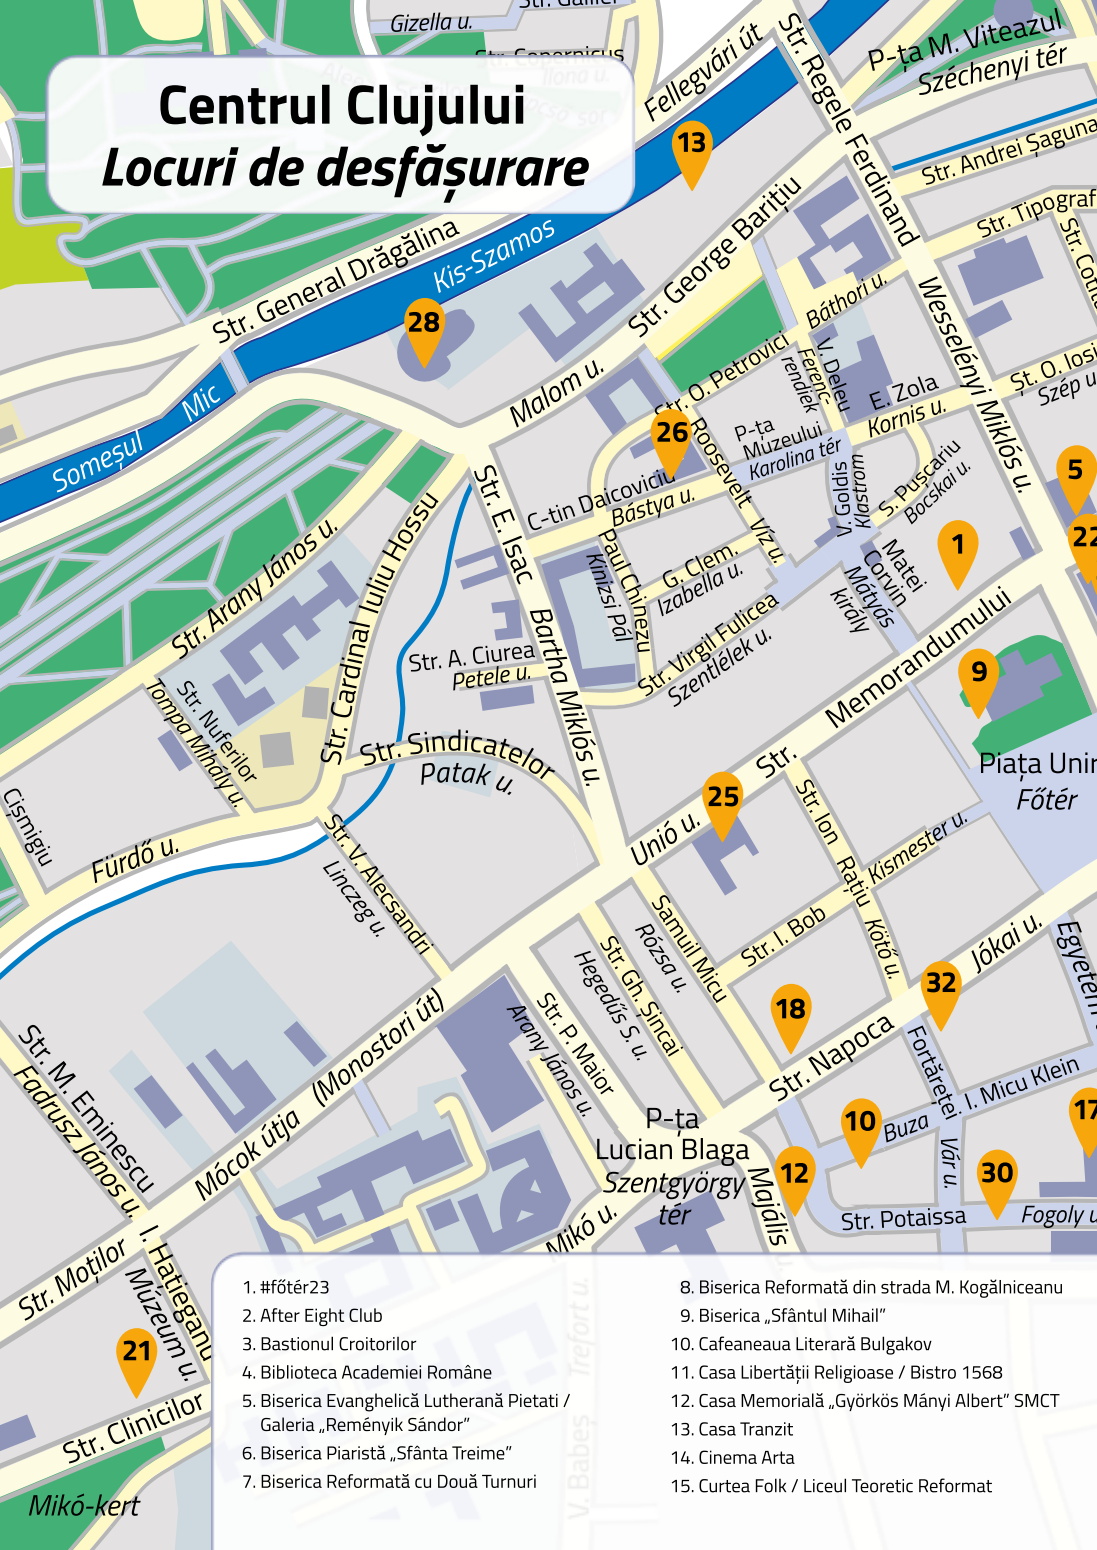 Gizella u.
Str. Copernicus
Centrul Clujului
Locuri de desfășurare
Fellegvári út
Str. Regele Ferdinand
P-ța M. Viteazul
Széchenyi tér
Str. Andrei Șaguna
Str. Tipograf
13
Str. General Drăgălina
Kis-Szamos
Str. George Barițiu
28
Malom u.
Báthori u.
Wesselényi Miklós u.
Str. O. Petrovici
Ferenc-
rendiek
V. Deleu
E. Zola
Kornis u.
St. O. Iosi
Szép u
Someșul
Mic
26
P-ța
Muzeului
Karolina tér
Roosevelt
Víz u.
C-tin Daicoviciu
Bástya u.
V. Goldiș
Klastrom
S. Pușcariu
Bocskai u.
5
22
1
Str. E. Isac
Bartha Miklós u.
Str. Arany János u.
Str. Cardinal Iuliu Hossu
Paul Chinezu
Kinizsi Pál
G. Clem.
Izabella u.
Matei
Corvin
Mátyás
király
Str. Virgil Fulicea
Szentlélek u.
Str. A. Ciurea
Petele u.
Str. Nuferilor
Tompa Mihály u.
Str. Sindicatelor
Patak u.
Str.
Memorandumului
Unió u.
9
Piața Unir
Főtér
25
Cișmigiu
Fürdő u.
Str. V. Alecsandri
Linczeg u.
Str. Ion
Rațiu
Kötő u.
Kismester u.
Str. I. Bob
Samuil Micu
Rózsa u.
Str. Gh. Șincai
Hegedűs S. u.
Str. P. Maior
Arany János u.
18
32
Jókai u.
Str. Napoca
Egyetem
Str. M. Eminescu
Fadrusz János u.
Mócok útja
(Monostori út)
Fortăreței
Vár u.
I. Micu Klein
Buza
10
17
P-ța
Lucian Blaga
Szentgyörgy
tér
Majális
12
30
Str. Potaissa
Fogoly u
Mikó u.
Str. Moților
I. Hațieganu
Múzeum u.
21
Str. Clinicilor
Mikó-kert
Trefort u.
V. Babeș
1. #főtér23
2. After Eight Club
3. Bastionul Croitorilor
4. Biblioteca Academiei Române
5. Biserica Evanghelică Lutherană Pietati /
Galeria „Reményik Sándor”
6. Biserica Piaristă „Sfânta Treime”
7. Biserica Reformată cu Două Turnuri
8. Biserica Reformată din strada M. Kogălniceanu
9. Biserica „Sfântul Mihail”
10. Cafeaneaua Literară Bulgakov
11. Casa Libertății Religioase / Bistro 1568
12. Casa Memorială „Györkös Mányi Albert” SMCT
13. Casa Tranzit
14. Cinema Arta
15. Curtea Folk / Liceul Teoretic Reformat